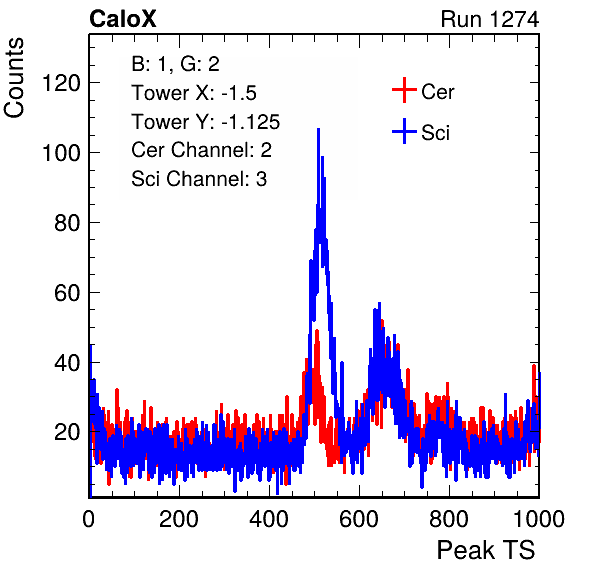 CaloX Run 1274
Counts
B: 1, G: 2
Tower X: -1.5
Tower Y: -1.125
Cer Channel: 2
Sci Channel: 3
Cer
Sci
120
100
80
60
40
20
0 200 400 600 800 1000
Peak TS